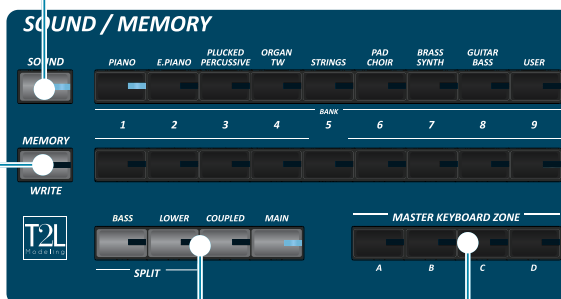 SOUND / MEMORY
SOUND
PIANO E.PIANO PLUCKED PERCUSSIVE ORGAN TW STRINGS PAD CHOIR BRASS SYNTH GUITAR BASS USER
BANK
1 2 3 4 5 6 7 8 9
MEMORY
WRITE
T2L
Modeling
BASS LOWER COUPLED MAIN
SPLIT
MASTER KEYBOARD ZONE
A B C D